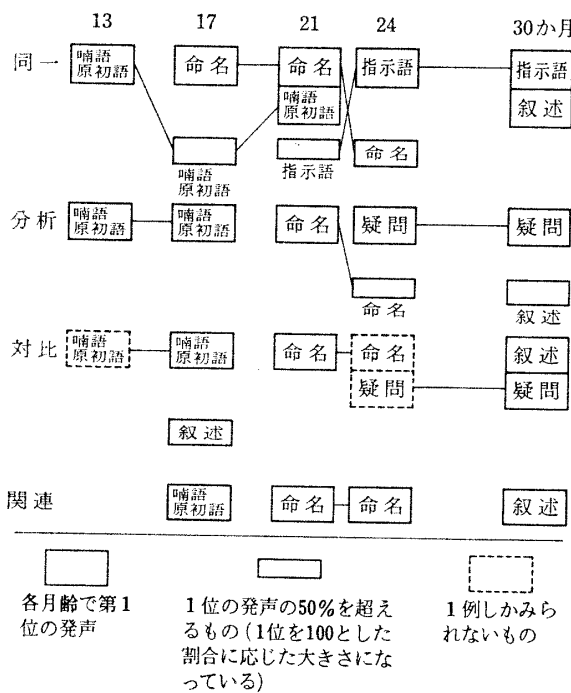 13 17 21 24 30か月
同一 喃語 命名 命名 指示語 指示語
原初語 喃語 叙述
原初語
喃語 指示語 命名
原初語
分析 喃語 喃語 命名 疑問 疑問
原初語 原初語
命名 叙述
対比 喃語 喃語 命名 命名 叙述
原初語 原初語 疑問 疑問
叙述
関連 喃語 命名 命名 叙述
原初語
各月齢で第1
位の発声
1位の発声の50%を超え
るもの(1位を100とした
割合に応じた大きさにな
っている)
1例しかみら
れないもの